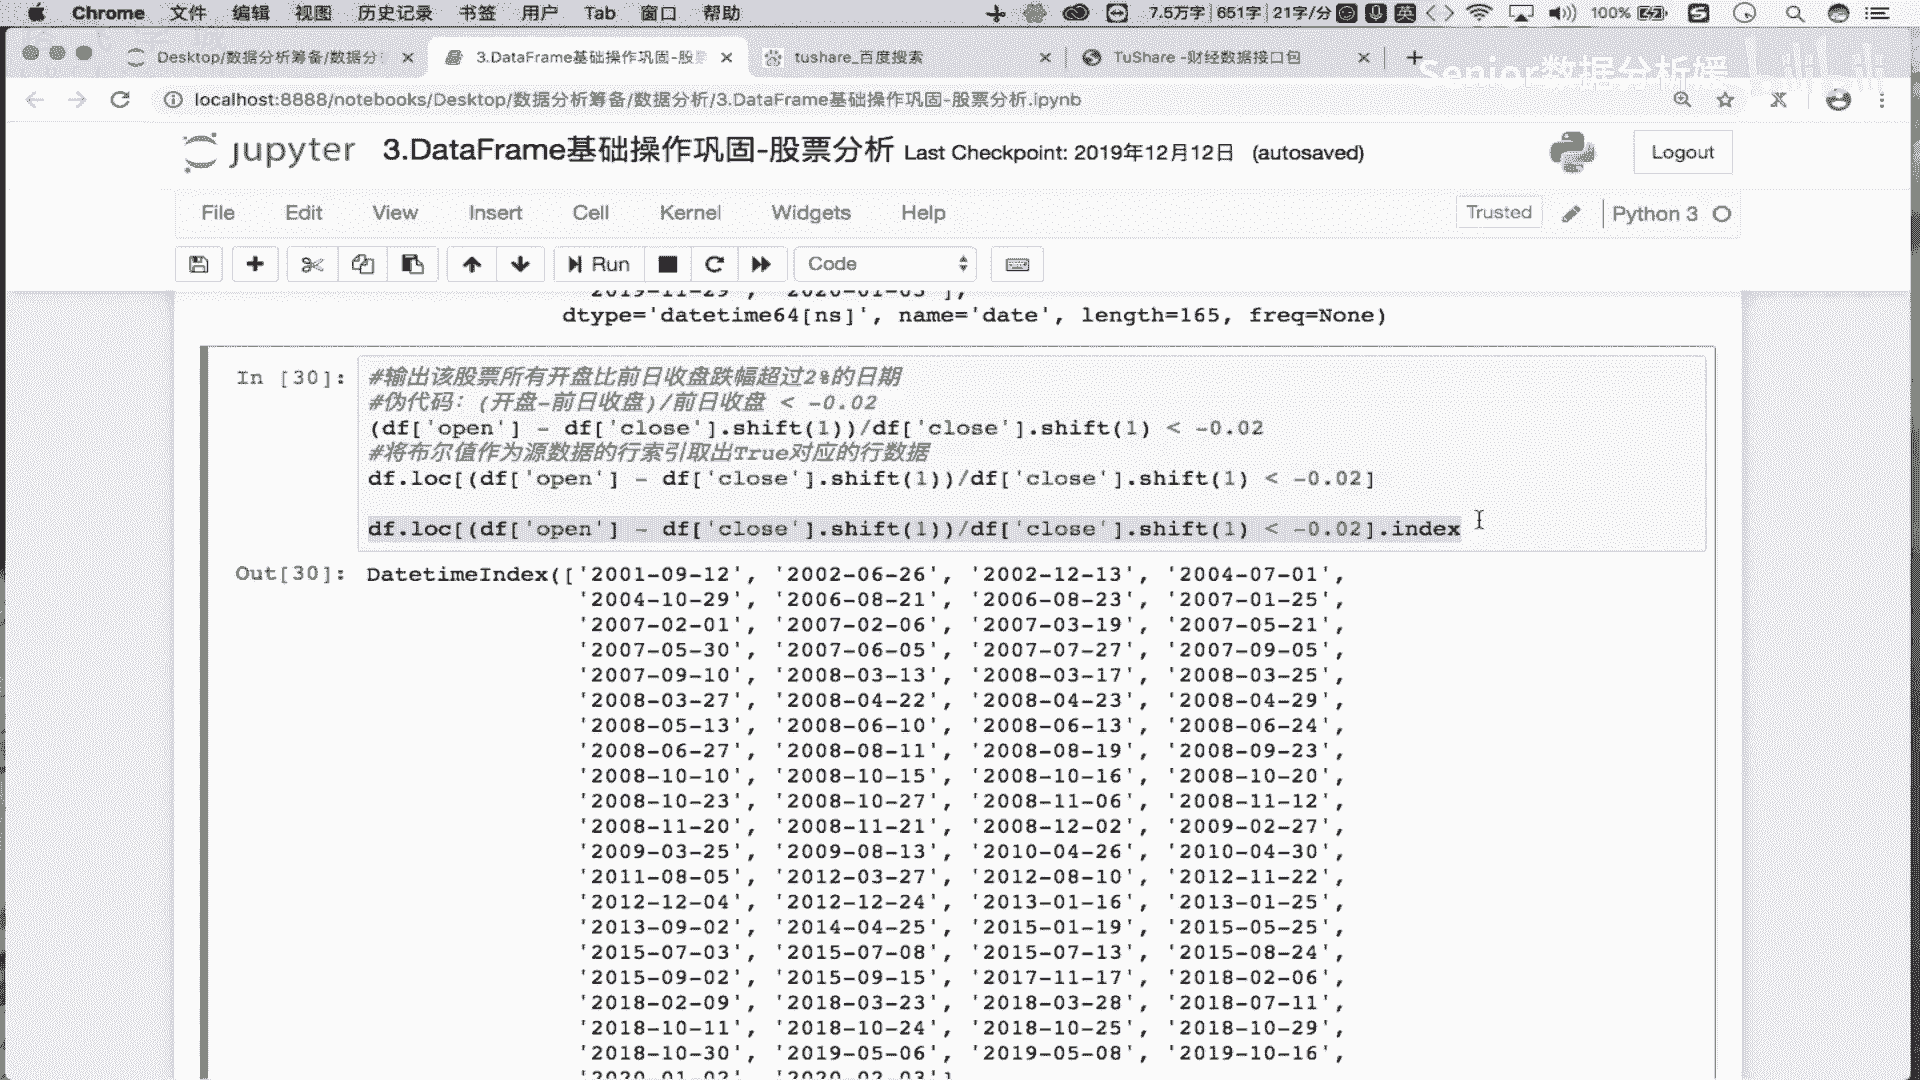 Chrome 文件 编辑 视图 历史记录 书签 用户 Tab 窗口 帮助 7.5万字 651字 21字/分 英 100%
Desktop/数据分析筹备/数据分 3.DataFrame基础操作巩固-股 tushare_百度搜索 TuShare -财经数据接口包
Senior数据分析媛
localhost:8888/notebooks/Desktop/数据分析筹备/数据分析/3.DataFrame基础操作巩固-股票分析.ipynb
jupyter 3.DataFrame基础操作巩固-股票分析 Last Checkpoint: 2019年12月12日 (autosaved) Logout
File Edit View Insert Cell Kernel Widgets Help Trusted Python 3
Run Code
'2019-11-29', '2020-01-03'],
dtype='datetime64[ns]', name='date', length=165, freq=None)
In [30]: #输出该股票所有开盘比前日收盘跌幅超过2%的日期
#伪代码：(开盘-前日收盘)/前日收盘 < -0.02
(df['open'] - df['close'].shift(1))/df['close'].shift(1) < -0.02
#将布尔值作为源数据的行索引取出True对应的行数据
df.loc[(df['open'] - df['close'].shift(1))/df['close'].shift(1) < -0.02]
df.loc[(df['open'] - df['close'].shift(1))/df['close'].shift(1) < -0.02].index
Out[30]: DatetimeIndex(['2001-09-12', '2002-06-26', '2002-12-13', '2004-07-01',
'2004-10-29', '2006-08-21', '2006-08-23', '2007-01-25',
'2007-02-01', '2007-02-06', '2007-03-19', '2007-05-21',
'2007-05-30', '2007-06-05', '2007-07-27', '2007-09-05',
'2007-09-10', '2008-03-13', '2008-03-17', '2008-03-25',
'2008-03-27', '2008-04-22', '2008-04-23', '2008-04-29',
'2008-05-13', '2008-06-10', '2008-06-13', '2008-06-24',
'2008-06-27', '2008-08-11', '2008-08-19', '2008-09-23',
'2008-10-10', '2008-10-15', '2008-10-16', '2008-10-20',
'2008-10-23', '2008-10-27', '2008-11-06', '2008-11-12',
'2008-11-20', '2008-11-21', '2008-12-02', '2009-02-27',
'2009-03-25', '2009-08-13', '2010-04-26', '2010-04-30',
'2011-08-05', '2012-03-27', '2012-08-10', '2012-11-22',
'2012-12-04', '2012-12-24', '2013-01-16', '2013-01-25',
'2013-09-02', '2014-04-25', '2015-01-19', '2015-05-25',
'2015-07-03', '2015-07-08', '2015-07-13', '2015-08-24',
'2015-09-02', '2015-09-15', '2017-11-17', '2018-02-06',
'2018-02-09', '2018-03-23', '2018-03-28', '2018-07-11',
'2018-10-11', '2018-10-24', '2018-10-25', '2018-10-29',
'2018-10-30', '2019-05-06', '2019-05-08', '2019-10-16',
'2020-01-02', '2020-02-03']